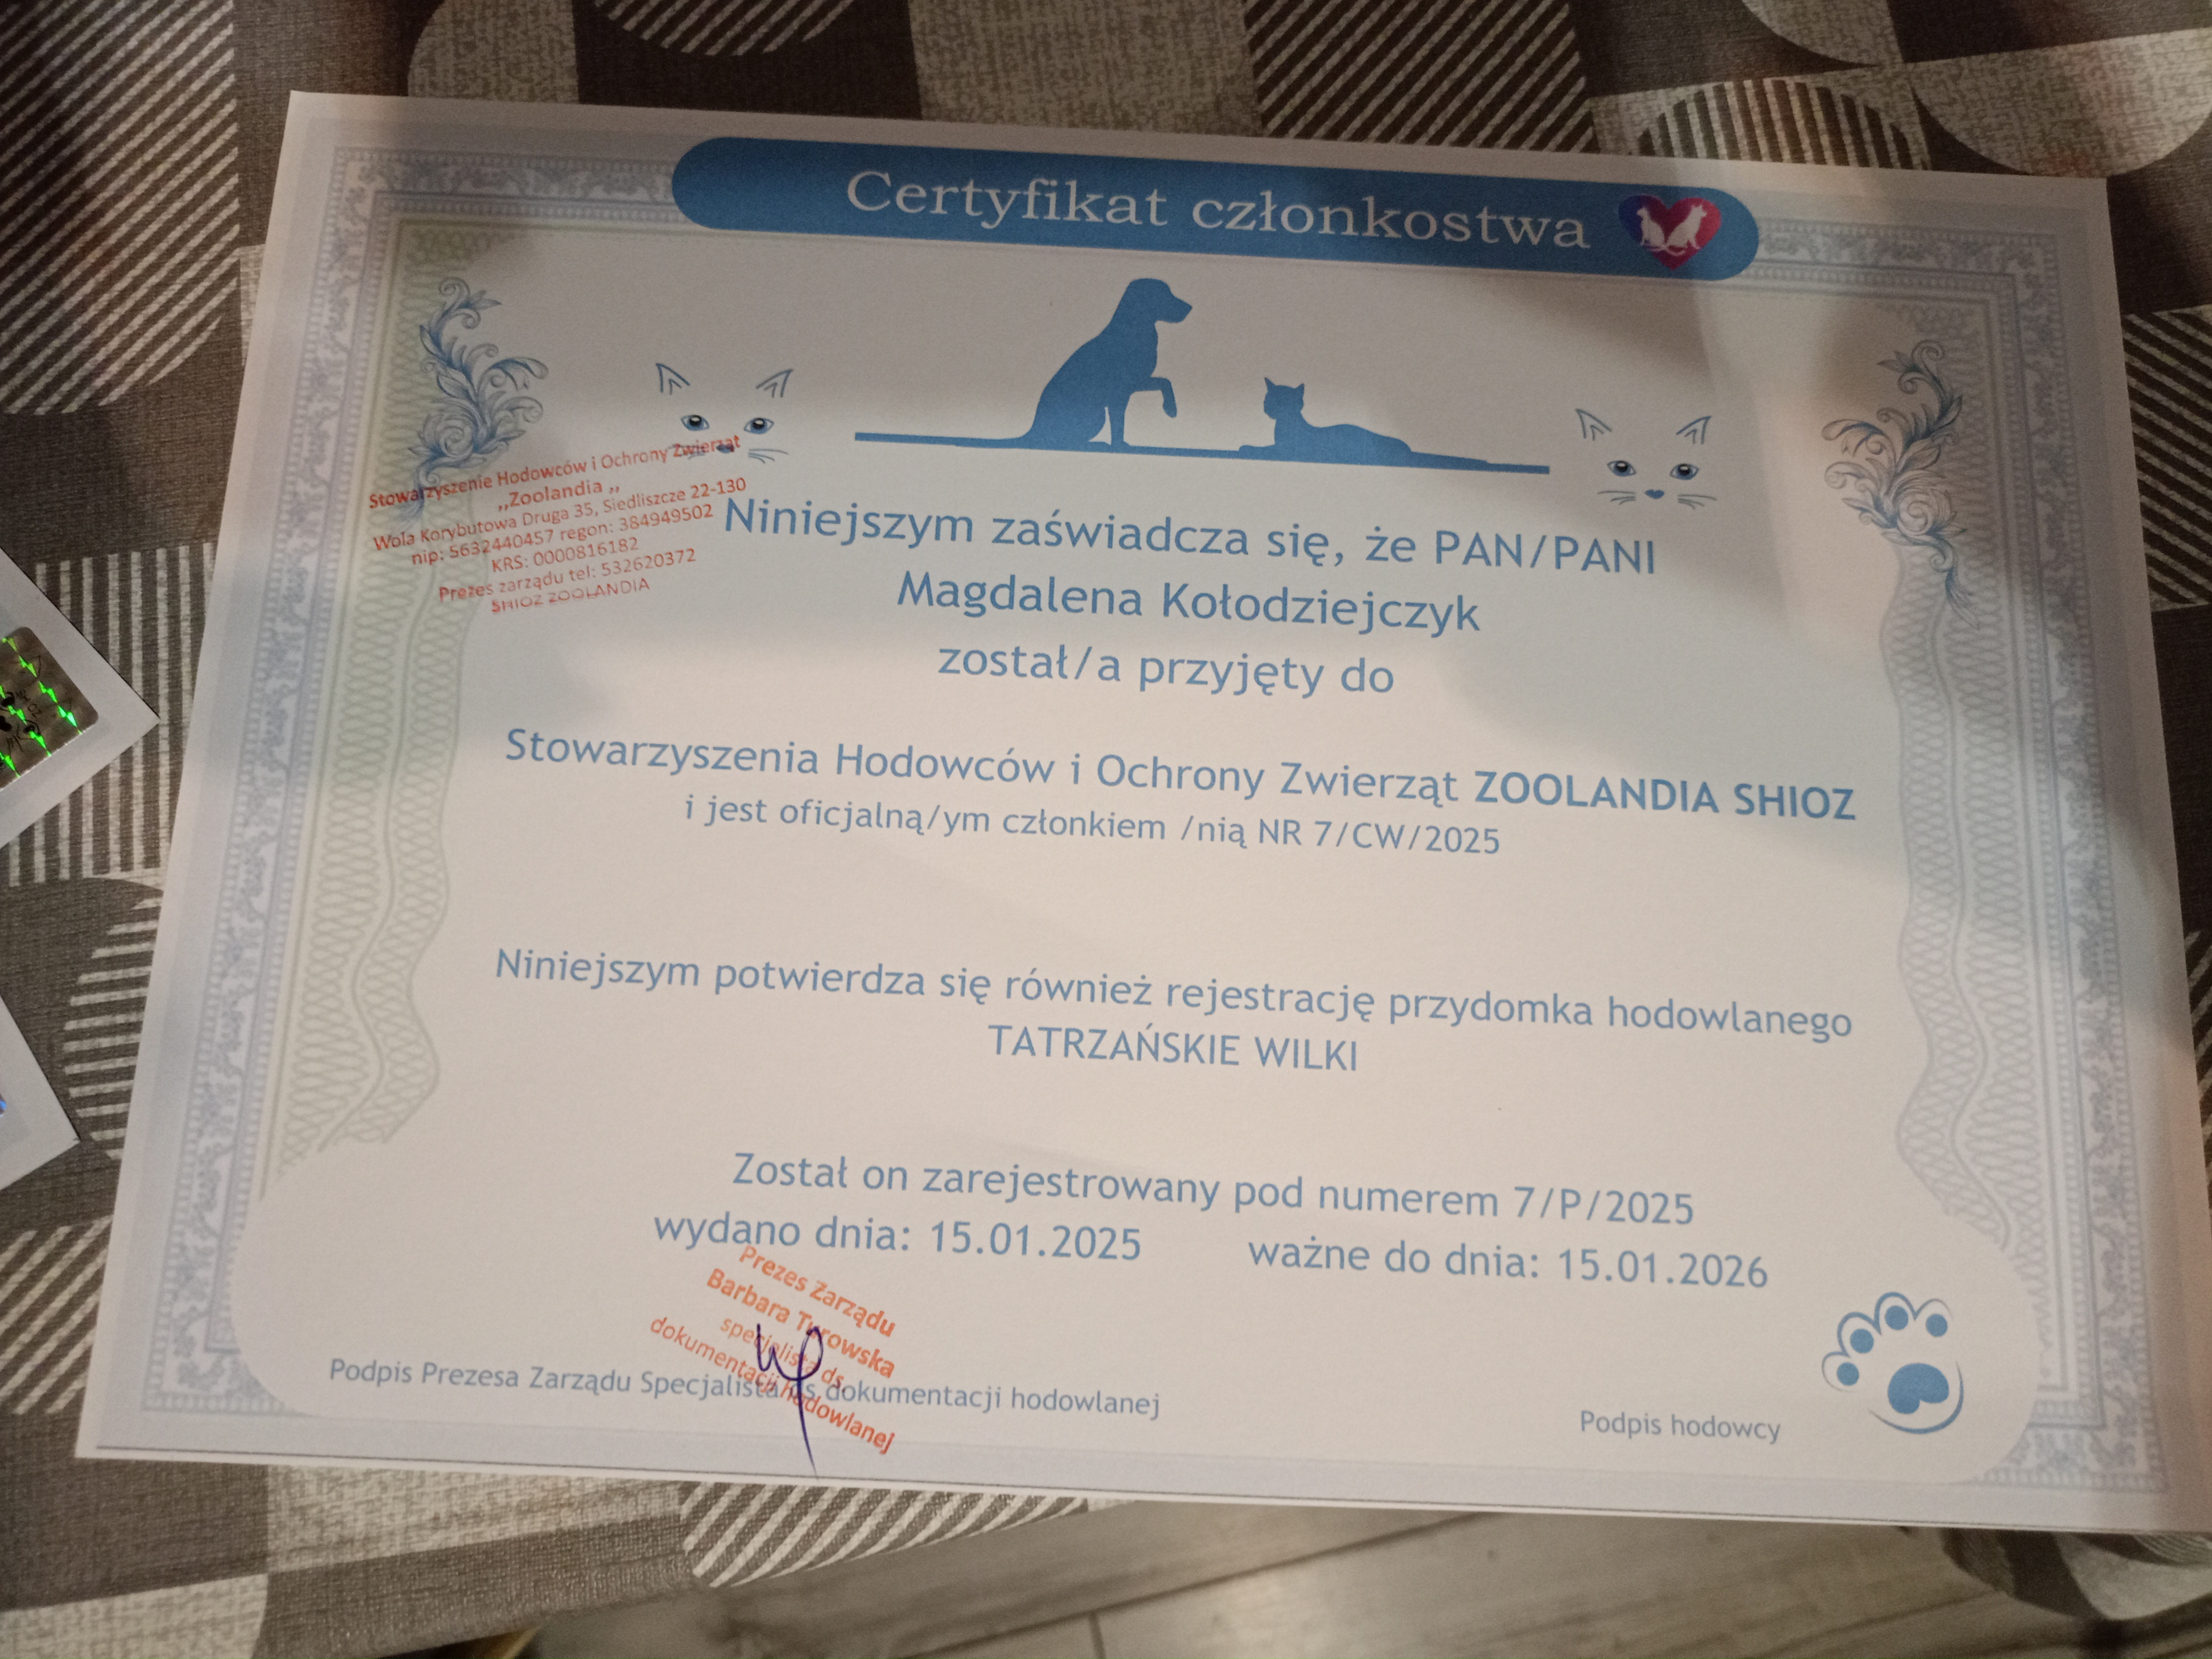 Certyfikat członkostwa
Stowarzyszenie Hodowców i Ochrony Zwierząt
,,Zoolandia ,,
Wola Korybutowa Druga 35, Siedliszcze 22-130
nip: 5632440457 regon: 384949502
KRS: 0000816182
Prezes zarządu tel: 532620372
SHIOZ ZOOLANDIA
Niniejszym zaświadcza się, że PAN/PANI
Magdalena Kołodziejczyk
został/a przyjęty do
Stowarzyszenia Hodowców i Ochrony Zwierząt ZOOLANDIA SHIOZ
i jest oficjalną/ym członkiem /nią NR 7/CW/2025
Niniejszym potwierdza się również rejestrację przydomka hodowlanego
TATRZAŃSKIE WILKI
Został on zarejestrowany pod numerem 7/P/2025
wydano dnia: 15.01.2025 ważne do dnia: 15.01.2026
Prezes Zarządu
Barbara Turowska
specjalista ds.
dokumentacji hodowlanej
Podpis Prezesa Zarządu Specjalista ds dokumentacji hodowlanej
Podpis hodowcy